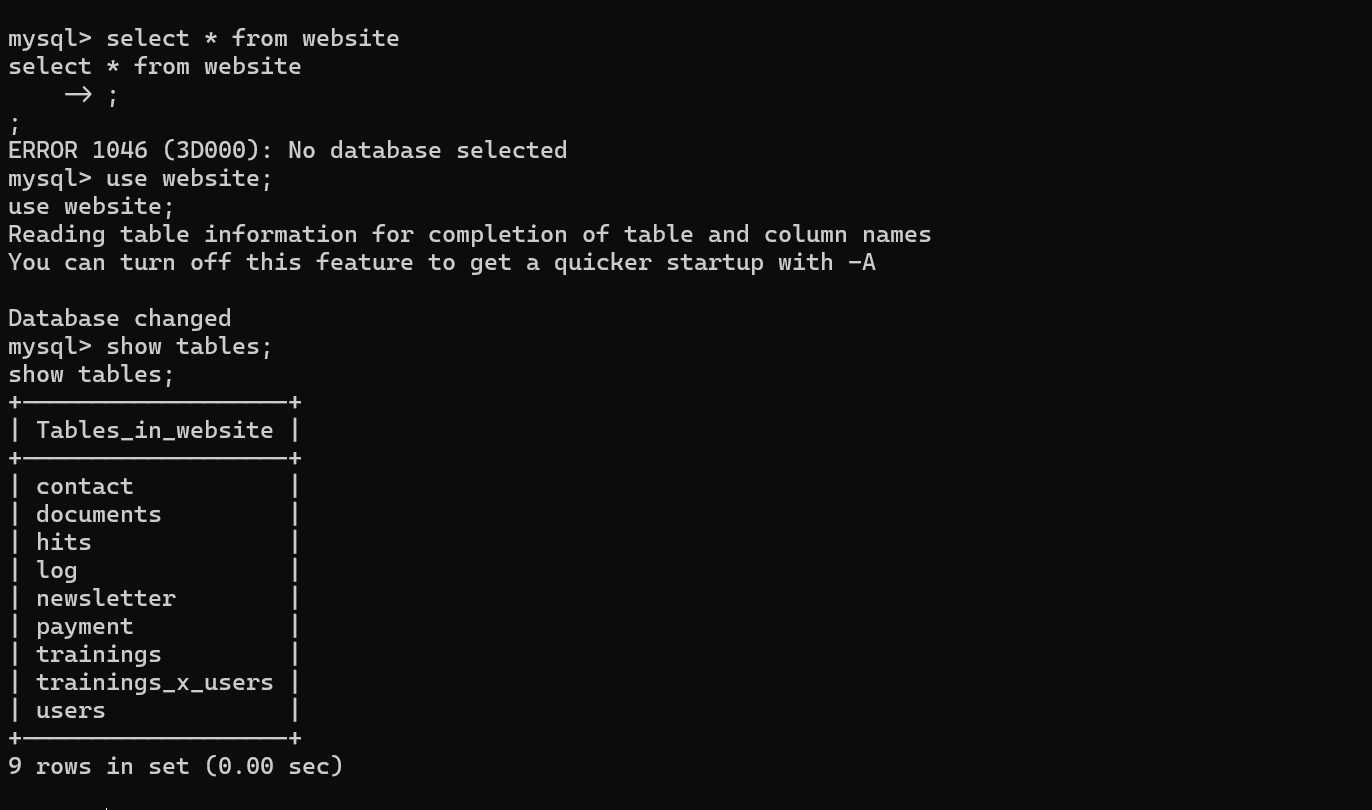 mysql> select * from website
select * from website
    -> ;
;
ERROR 1046 (3D000): No database selected
mysql> use website;
use website;
Reading table information for completion of table and column names
You can turn off this feature to get a quicker startup with -A
Database changed
mysql> show tables;
show tables;
+-------------------+
| Tables_in_website |
+-------------------+
| contact           |
| documents         |
| hits              |
| log               |
| newsletter        |
| payment           |
| trainings         |
| trainings_x_users |
| users             |
+-------------------+
9 rows in set (0.00 sec)